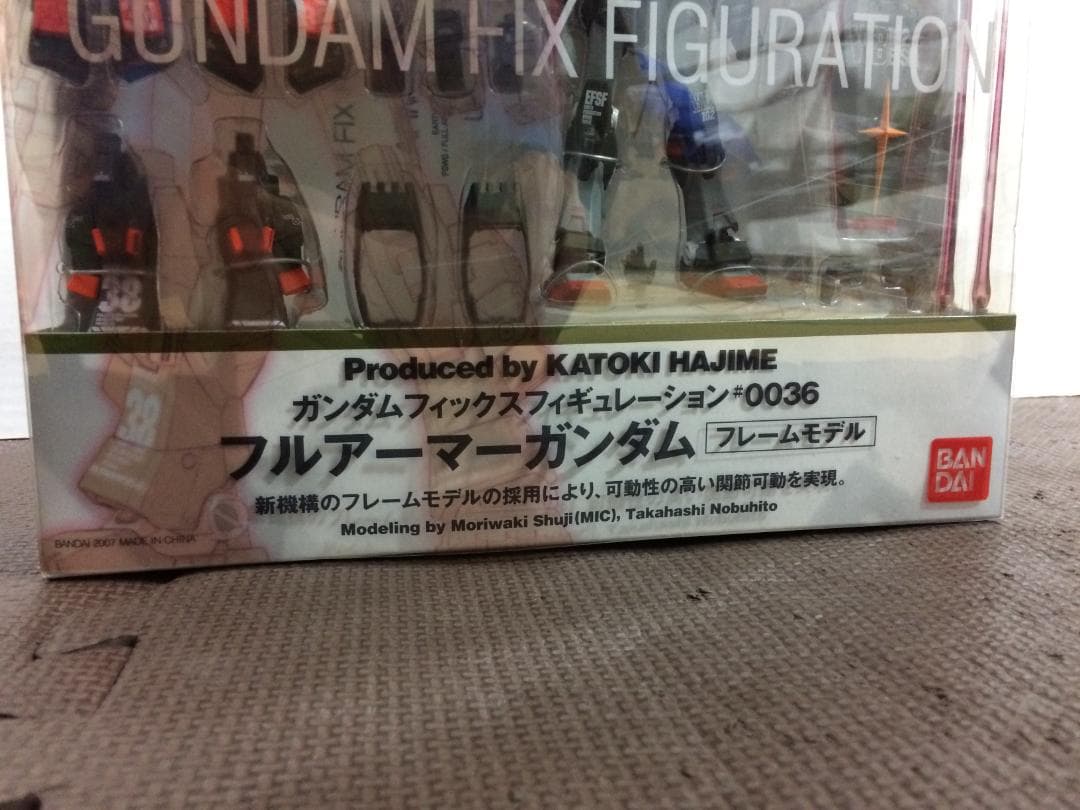 GUNDAM FIX FIGURATION
EFSF
Produced by KATOKI HAJIME
ガンダムフィックスフィギュレーション#0036
フルアーマーガンダム フレームモデル
新機構のフレームモデルの採用により、可動性の高い関節可動を実現。
Modeling by Moriwaki Shuji(MIC), Takahashi Nobuhito
BAN
DAI
BANDAI 2007 MADE IN CHINA